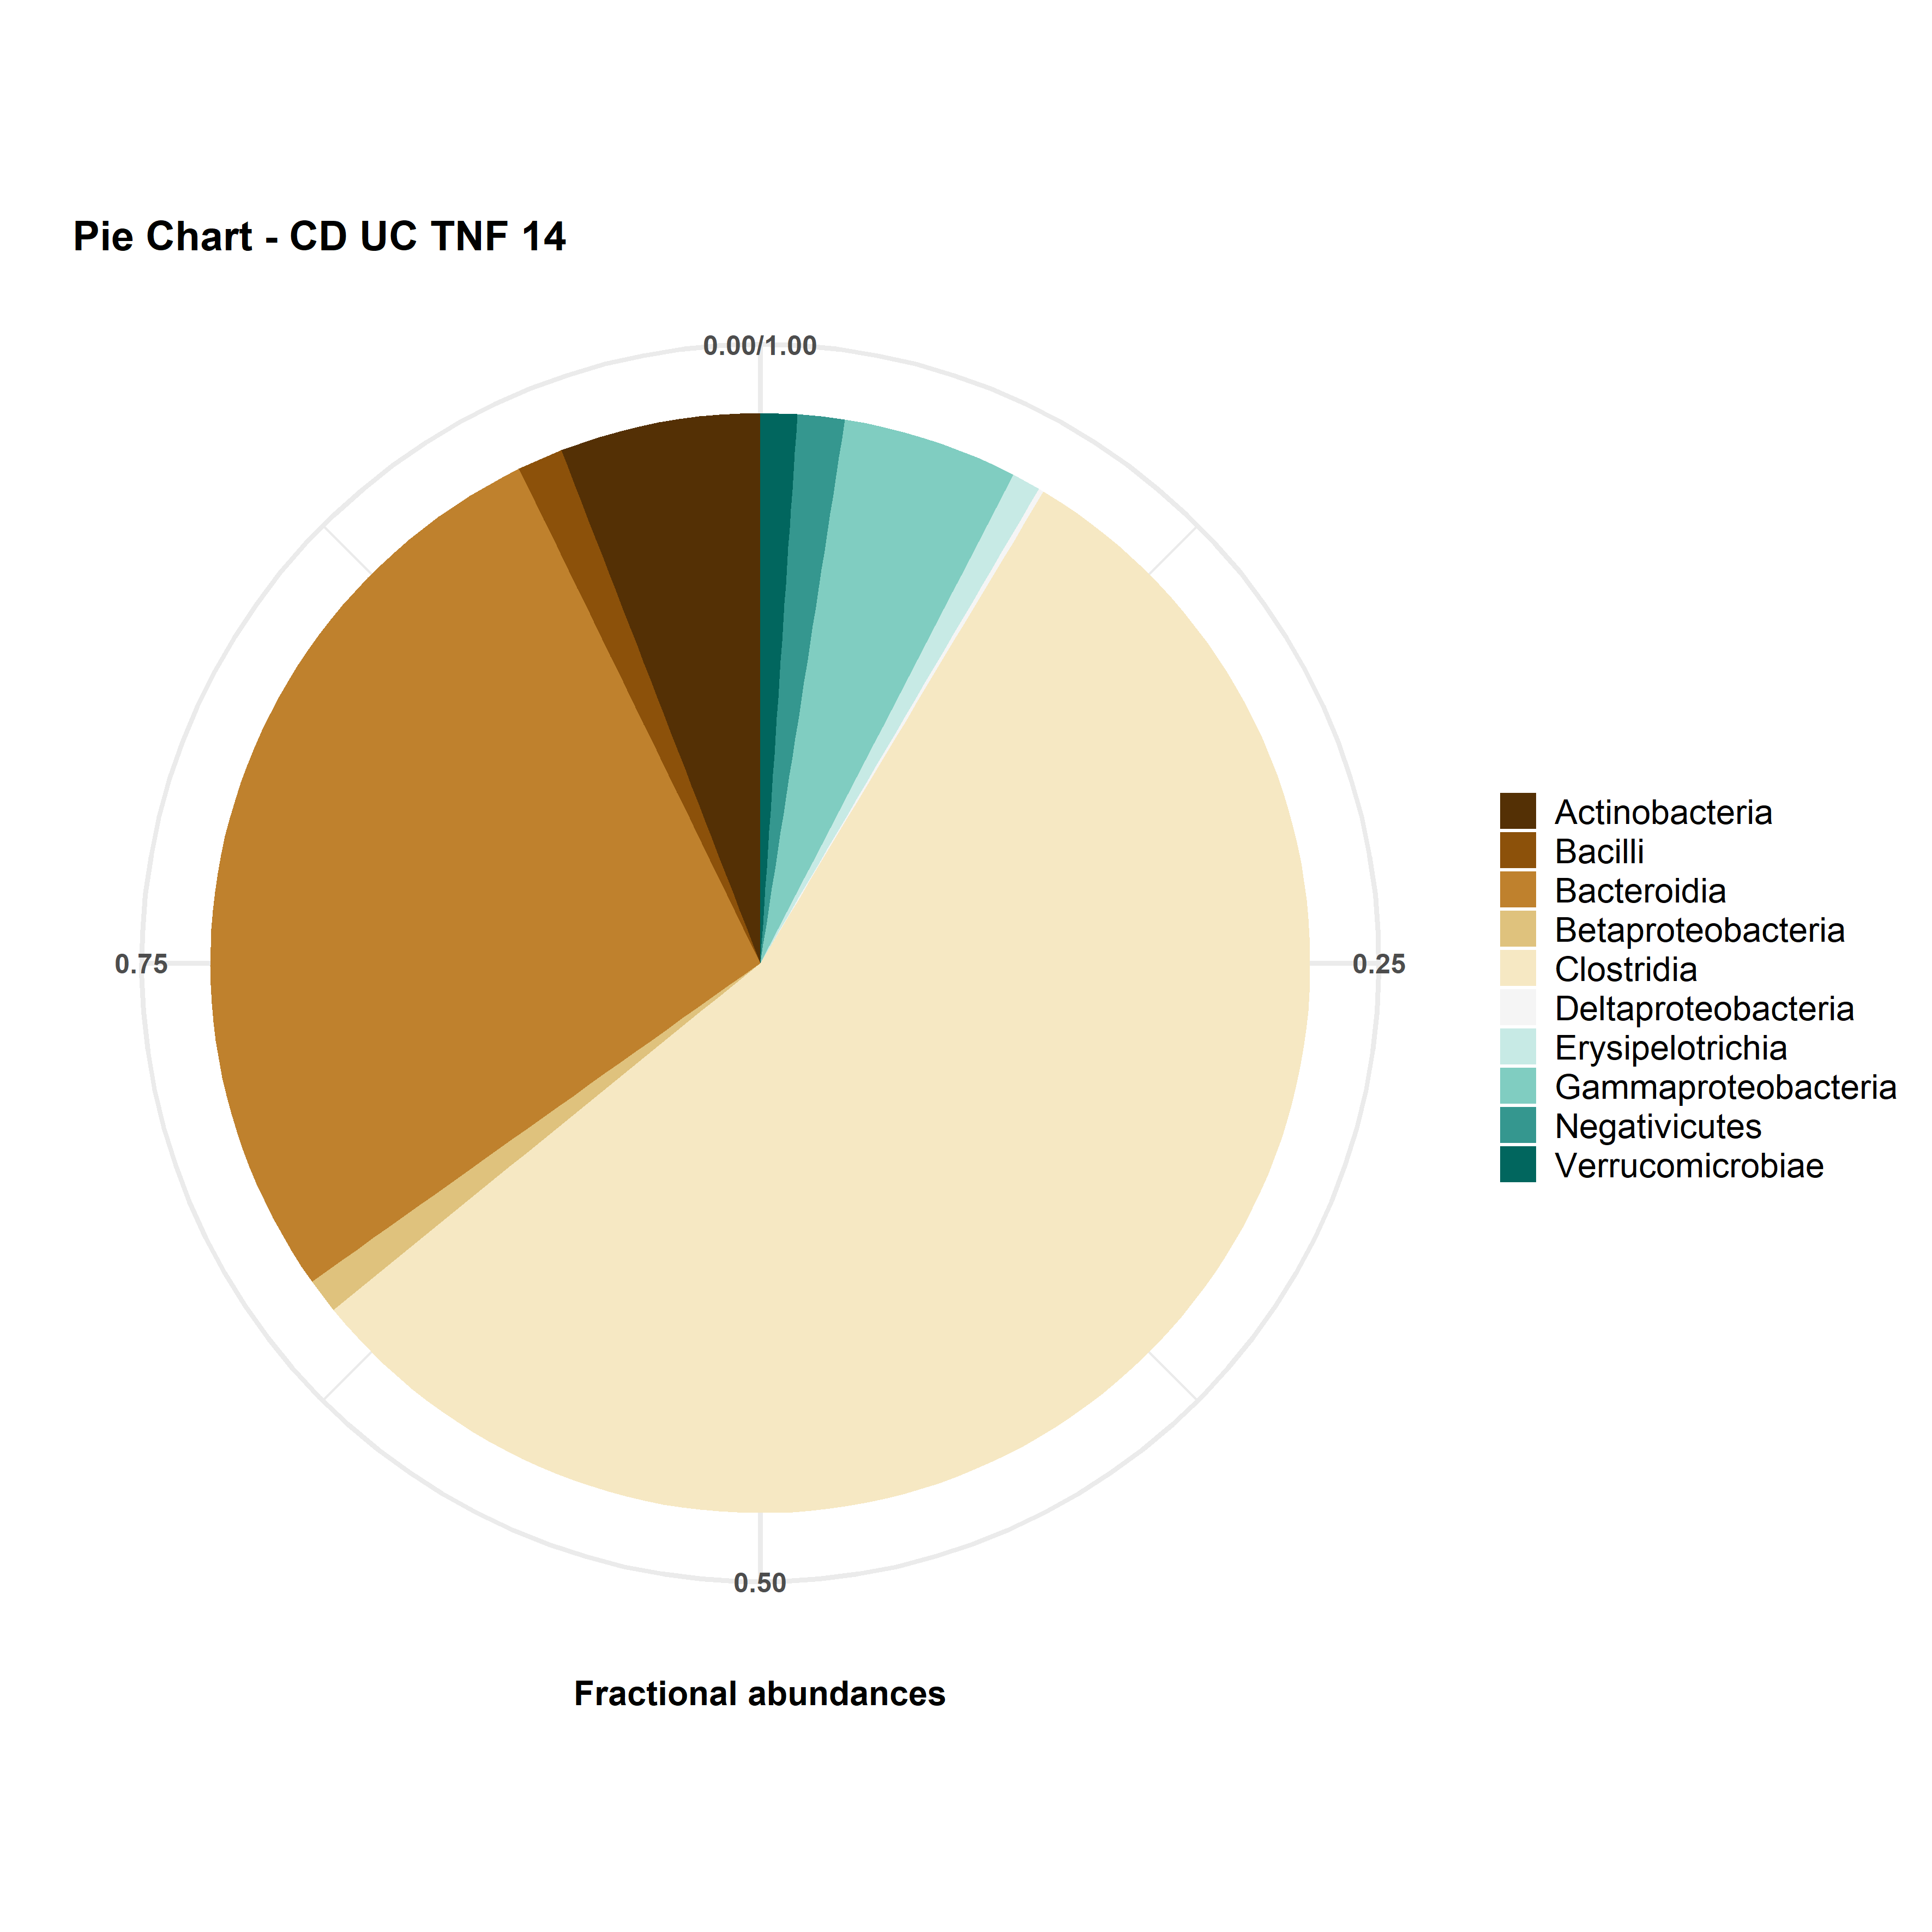 Pie Chart - CD UC TNF 14
0.00/1.00
0.75
0.25
0.50
Actinobacteria
Bacilli
Bacteroidia
Betaproteobacteria
Clostridia
Deltaproteobacteria
Erysipelotrichia
Gammaproteobacteria
Negativicutes
Verrucomicrobiae
Fractional abundances